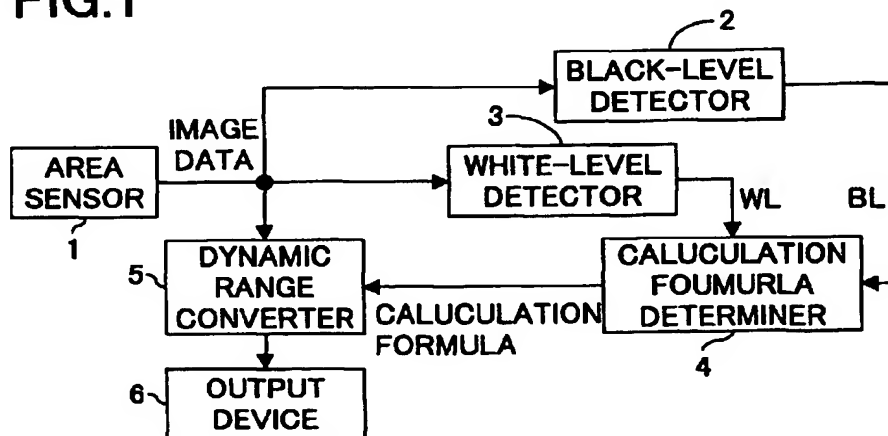 FIG.1
2
BLACK-LEVEL
DETECTOR
3
IMAGE
DATA
WHITE-LEVEL
DETECTOR
AREA
SENSOR
1
WL
BL
5
DYNAMIC
RANGE
CONVERTER
CALUCULATION
FOUMURLA
DETERMINER
4
CALUCULATION
FORMULA
6
OUTPUT
DEVICE